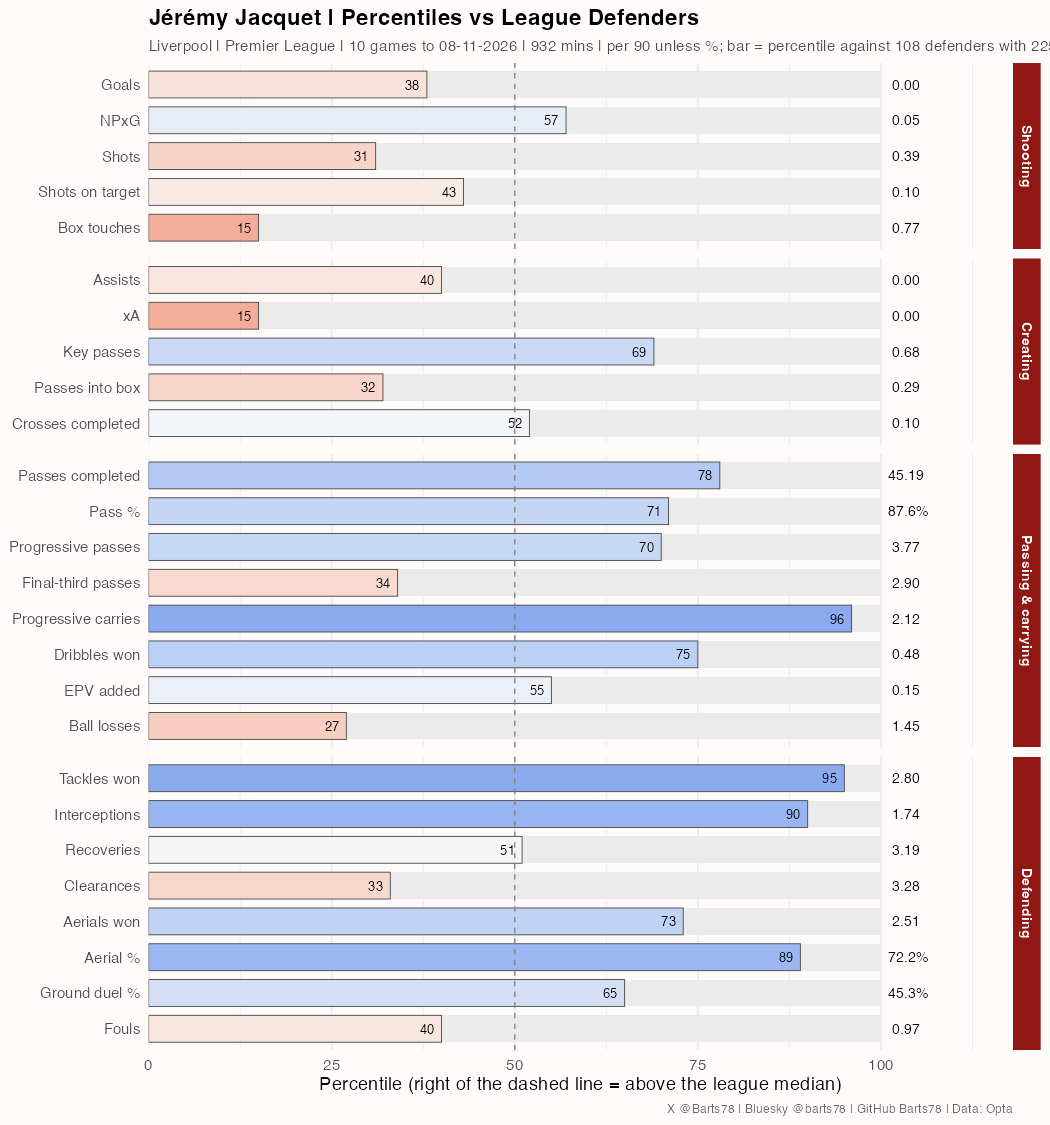 Jérémy Jacquet | Percentiles vs League Defenders
Liverpool | Premier League | 10 games to 08-11-2026 | 932 mins | per 90 unless %; bar = percentile against 108 defenders with 225
Goals 38 0.00
NPxG 57 0.05
Shots 31 0.39
Shots on target 43 0.10
Box touches 15 0.77
Shooting
Assists 40 0.00
xA 15 0.00
Key passes 69 0.68
Passes into box 32 0.29
Crosses completed 52 0.10
Creating
Passes completed 78 45.19
Pass % 71 87.6%
Progressive passes 70 3.77
Final-third passes 34 2.90
Progressive carries 96 2.12
Dribbles won 75 0.48
EPV added 55 0.15
Ball losses 27 1.45
Passing & carrying
Tackles won 95 2.80
Interceptions 90 1.74
Recoveries 51 3.19
Clearances 33 3.28
Aerials won 73 2.51
Aerial % 89 72.2%
Ground duel % 65 45.3%
Fouls 40 0.97
Defending
0 25 50 75 100
Percentile (right of the dashed line = above the league median)
X @Barts78 | Bluesky @barts78 | GitHub Barts78 | Data: Opta